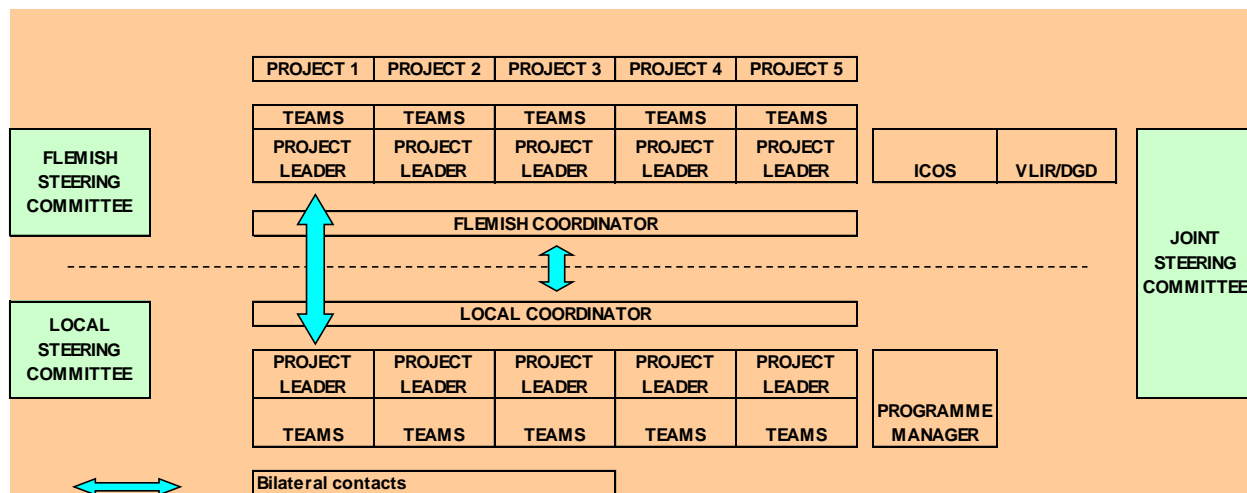 PROJECT 1 PROJECT 2 PROJECT 3 PROJECT 4 PROJECT 5
TEAMS TEAMS TEAMS TEAMS TEAMS
PROJECT LEADER
PROJECT LEADER
PROJECT LEADER
PROJECT LEADER
PROJECT LEADER
ICOS
VLIR/DGD
FLEMISH
STEERING
COMMITTEE
FLEMISH COORDINATOR
JOINT
STEERING
COMMITTEE
LOCAL COORDINATOR
LOCAL
STEERING
COMMITTEE
PROJECT LEADER
PROJECT LEADER
PROJECT LEADER
PROJECT LEADER
PROJECT LEADER
TEAMS TEAMS TEAMS TEAMS TEAMS
PROGRAMME
MANAGER
Bilateral contacts